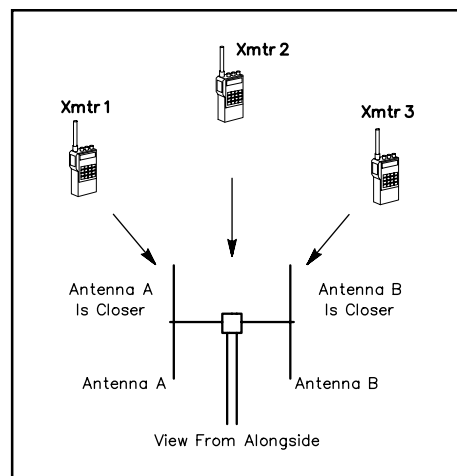 Xmtr 2
Xmtr 1
Xmtr 3
Antenna A
Is Closer
Antenna B
Is Closer
Antenna A
Antenna B
View From Alongside